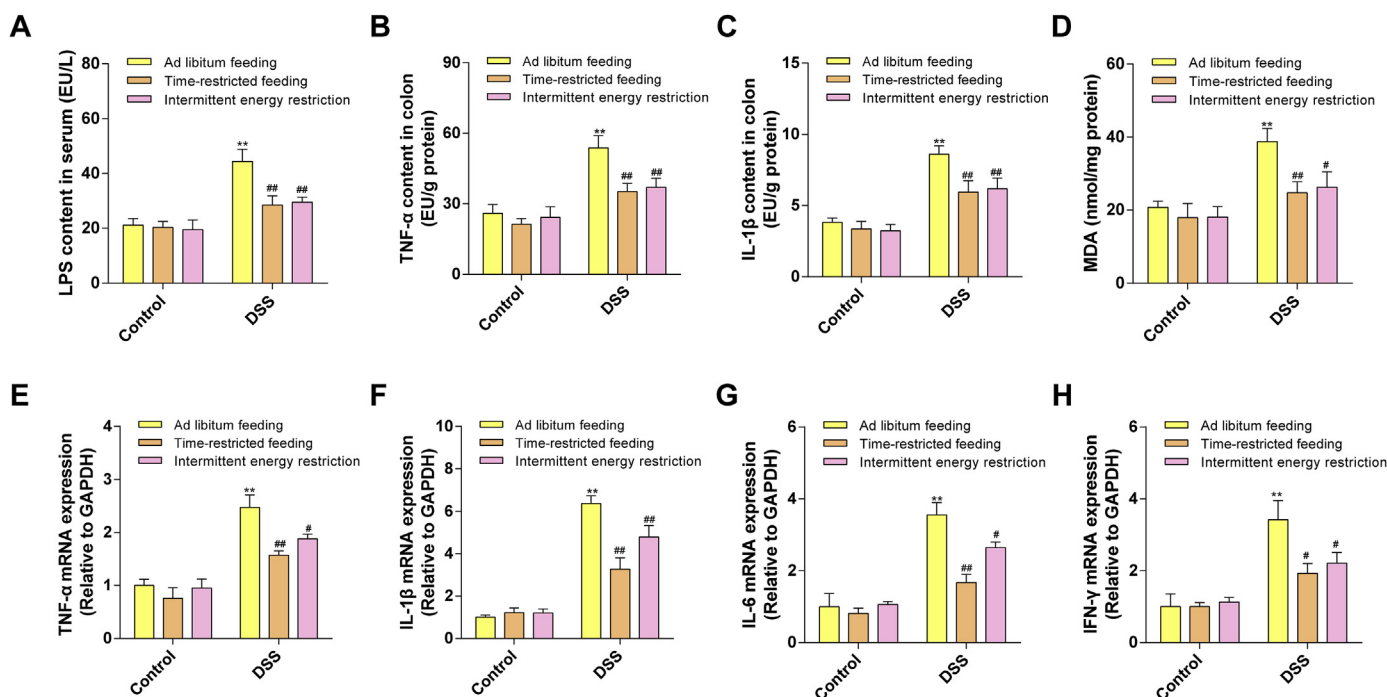 A
LPS content in serum (EU/L)
80
60
40
20
0
Ad libitum feeding
Time-restricted feeding
Intermittent energy restriction
**
##
##
Control
DSS
B
TNF-α content in colon
(EU/g protein)
90
60
30
0
Ad libitum feeding
Time-restricted feeding
Intermittent energy restriction
**
##
##
Control
DSS
C
IL-1β content in colon
(EU/g protein)
15
10
5
0
Ad libitum feeding
Time-restricted feeding
Intermittent energy restriction
**
##
##
Control
DSS
D
MDA (nmol/mg protein)
60
40
20
0
Ad libitum feeding
Time-restricted feeding
Intermittent energy restriction
**
##
#
Control
DSS
E
TNF-α mRNA expression
(Relative to GAPDH)
4
3
2
1
0
Ad libitum feeding
Time-restricted feeding
Intermittent energy restriction
**
##
#
Control
DSS
F
IL-1β mRNA expression
(Relative to GAPDH)
10
8
6
4
2
0
Ad libitum feeding
Time-restricted feeding
Intermittent energy restriction
**
##
##
Control
DSS
G
IL-6 mRNA expression
(Relative to GAPDH)
6
4
2
0
Ad libitum feeding
Time-restricted feeding
Intermittent energy restriction
**
##
#
Control
DSS
H
IFN-γ mRNA expression
(Relative to GAPDH)
6
4
2
0
Ad libitum feeding
Time-restricted feeding
Intermittent energy restriction
**
#
#
Control
DSS